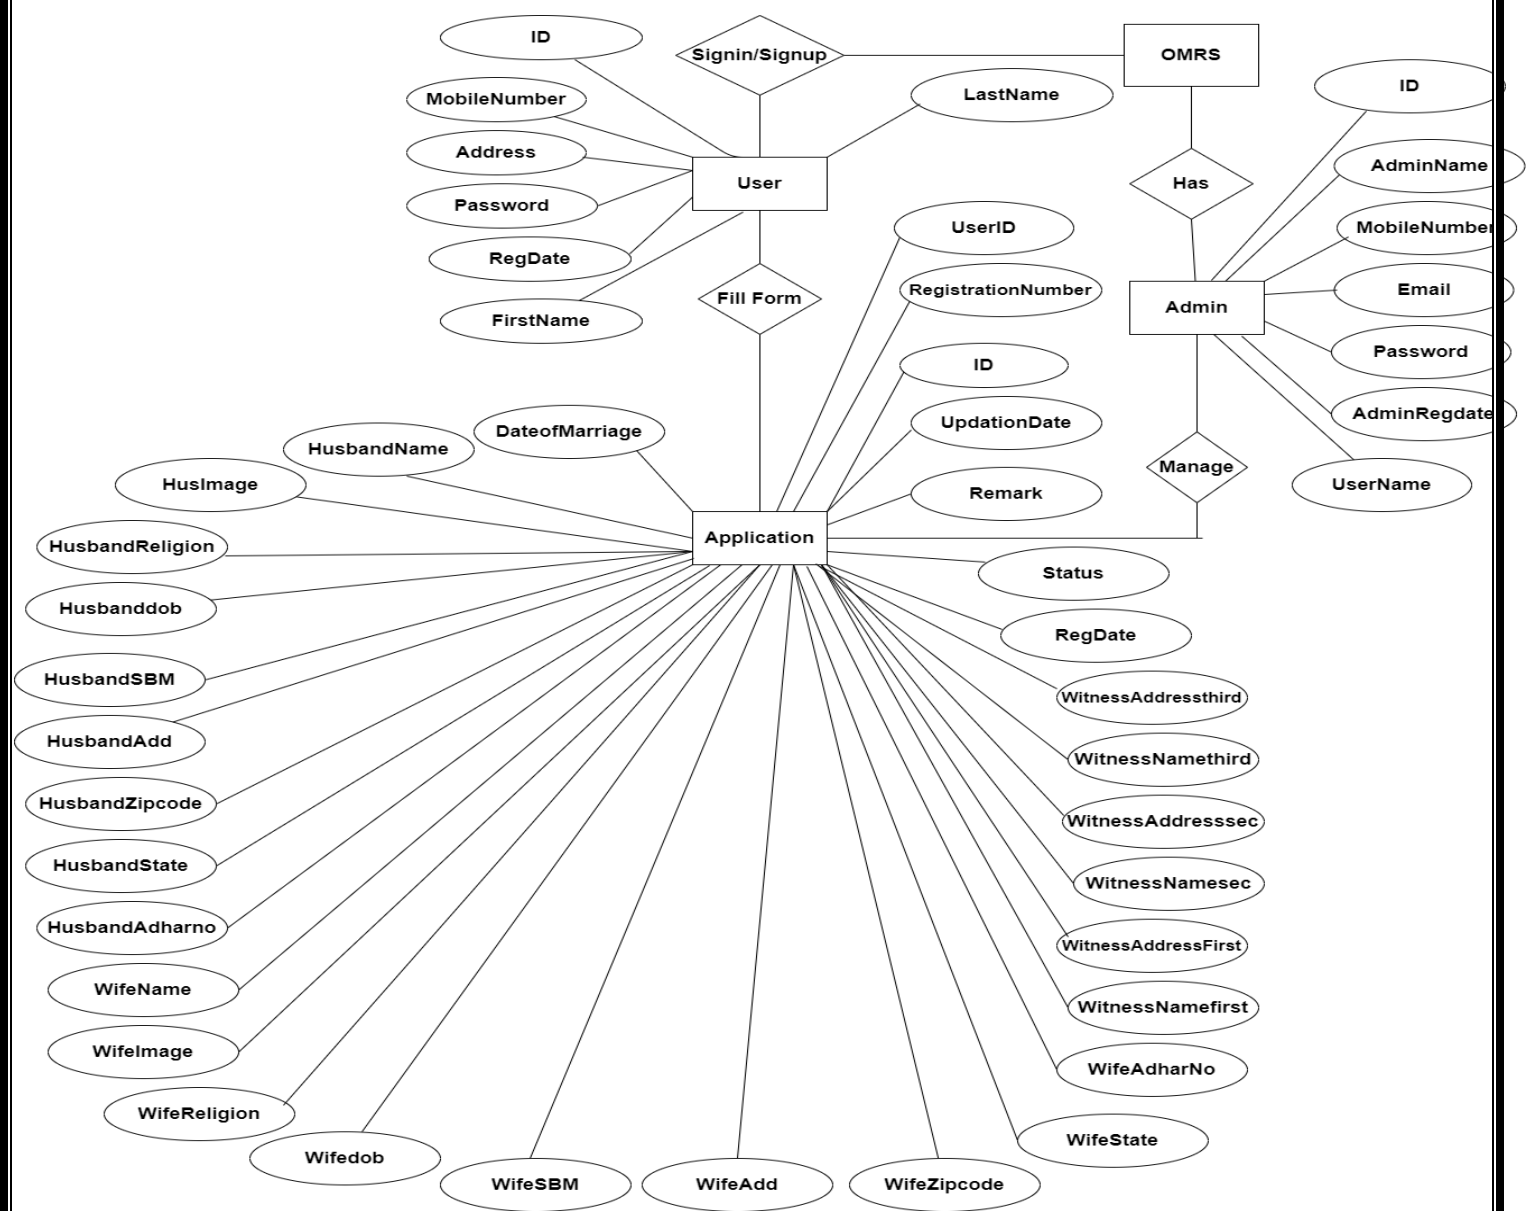 ID
Signin/Signup
OMRS
MobileNumber
LastName
ID
Address
User
Has
AdminName
Password
UserID
MobileNumber
RegDate
Fill Form
RegistrationNumber
Admin
Email
FirstName
ID
Password
DateofMarriage
UpdationDate
AdminRegdate
HusbandName
Manage
HusImage
Remark
UserName
HusbandReligion
Application
Status
Husbanddob
RegDate
HusbandSBM
WitnessAddressthird
HusbandAdd
WitnessNamethird
HusbandZipcode
WitnessAddresssec
HusbandState
WitnessNamesec
HusbandAdharno
WitnessAddressFirst
WifeName
WitnessNamefirst
WifeImage
WifeAdharNo
WifeReligion
WifeState
Wifedob
WifeSBM
WifeAdd
WifeZipcode